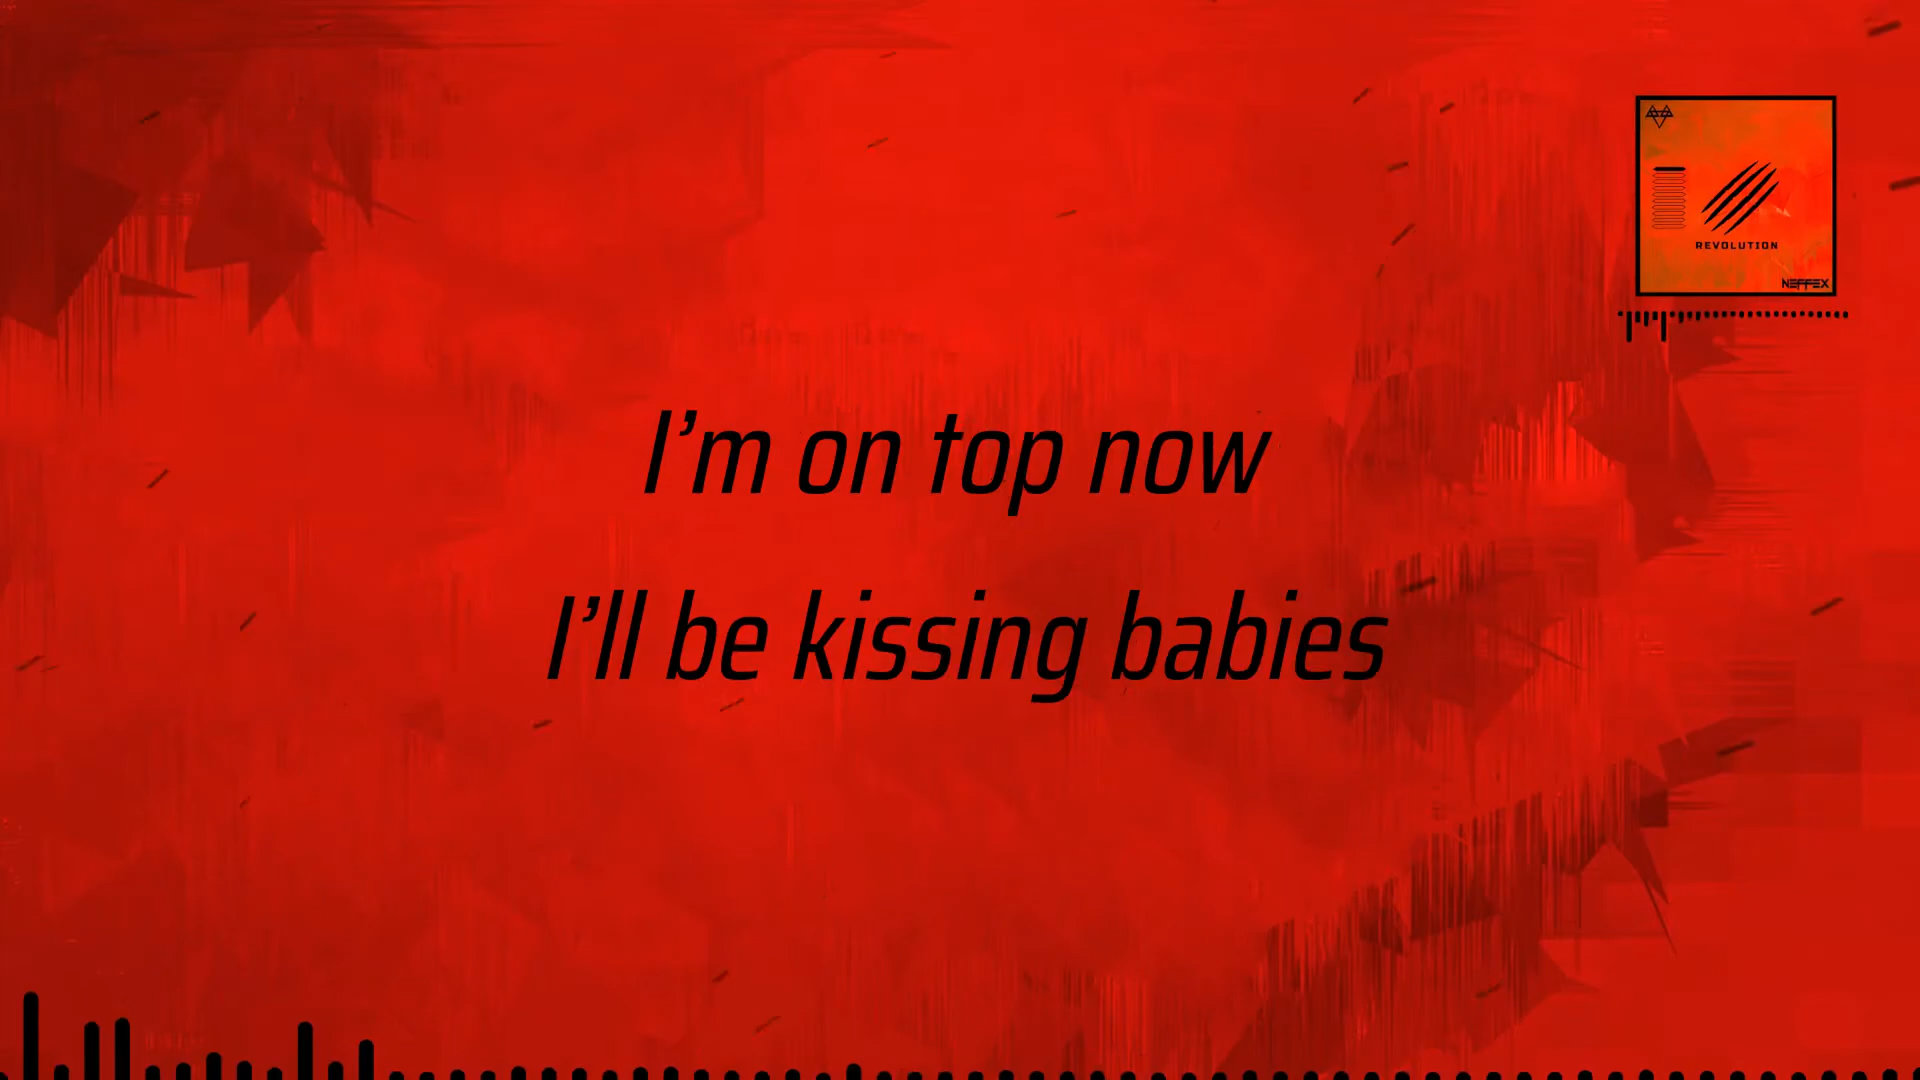 REVOLUTION
NEFFEX
I’m on top now
I’ll be kissing babies